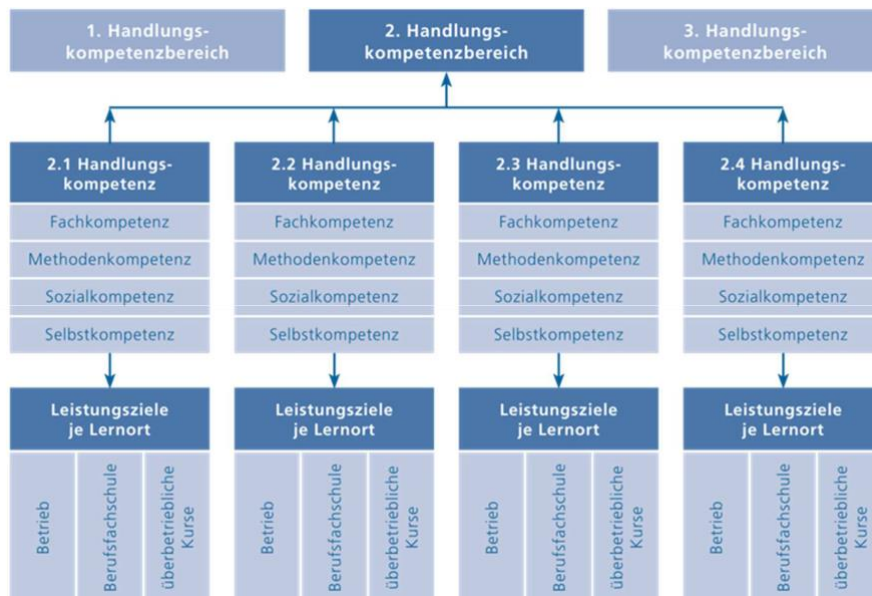 1. Handlungs-
kompetenzbereich
2. Handlungs-
kompetenzbereich
3. Handlungs-
kompetenzbereich
2.1 Handlungs-
kompetenz
2.2 Handlungs-
kompetenz
2.3 Handlungs-
kompetenz
2.4 Handlungs-
kompetenz
Fachkompetenz
Fachkompetenz
Fachkompetenz
Fachkompetenz
Methodenkompetenz
Methodenkompetenz
Methodenkompetenz
Methodenkompetenz
Sozialkompetenz
Sozialkompetenz
Sozialkompetenz
Sozialkompetenz
Selbstkompetenz
Selbstkompetenz
Selbstkompetenz
Selbstkompetenz
Leistungsziele
je Lernort
Leistungsziele
je Lernort
Leistungsziele
je Lernort
Leistungsziele
je Lernort
Betrieb
Berufsfachschule
überbetriebliche
Kurse
Betrieb
Berufsfachschule
überbetriebliche
Kurse
Betrieb
Berufsfachschule
überbetriebliche
Kurse
Betrieb
Berufsfachschule
überbetriebliche
Kurse